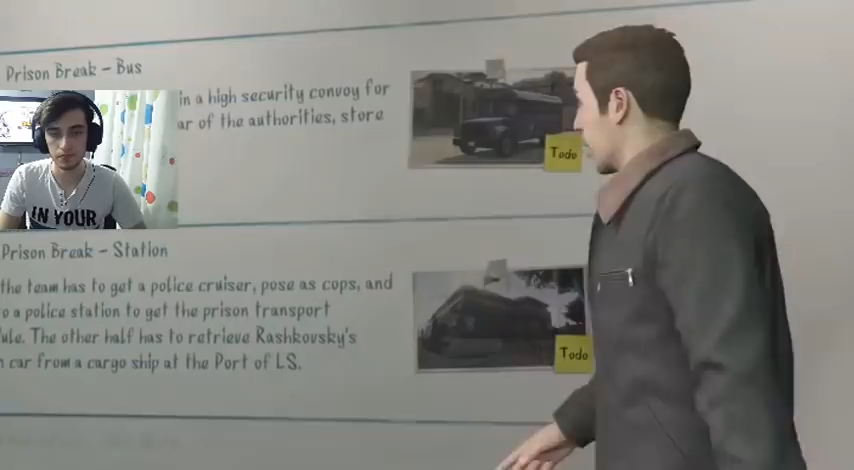 Prison Break - Bus
in a high security convoy for
ar of the authorities, store
Todo
IN YOUR
Prison Break - Station
the team has to get a police cruiser, pose as cops, and
o a police station to get the prison transport
ule. The other half has to retrieve Rashkovsky's
car from a cargo ship at the Port of LS.
Todo